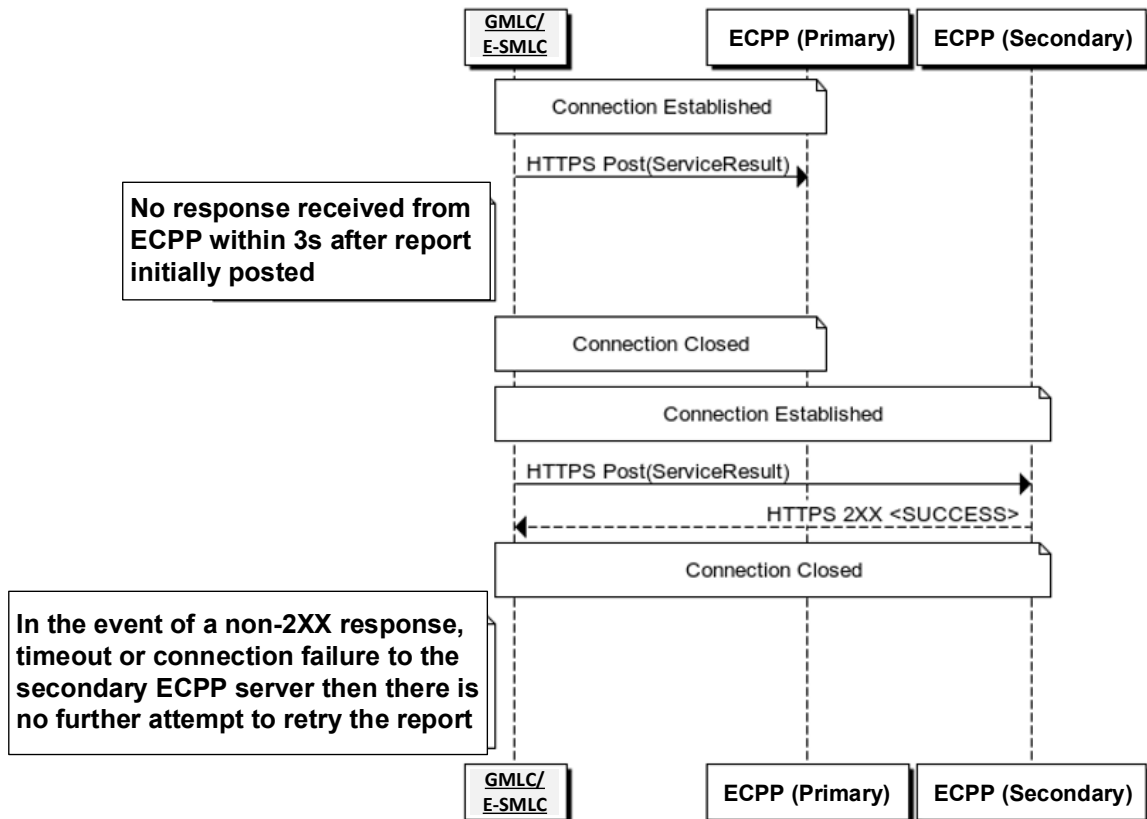 GMLC/
E-SMLC
ECPP (Primary)
ECPP (Secondary)
Connection Established
HTTPS Post(ServiceResult)
No response received from
ECPP within 3s after report
initially posted
Connection Closed
Connection Established
HTTPS Post(ServiceResult)
HTTPS 2XX <SUCCESS>
Connection Closed
In the event of a non-2XX response,
timeout or connection failure to the
secondary ECPP server then there is
no further attempt to retry the report
GMLC/
E-SMLC
ECPP (Primary)
ECPP (Secondary)